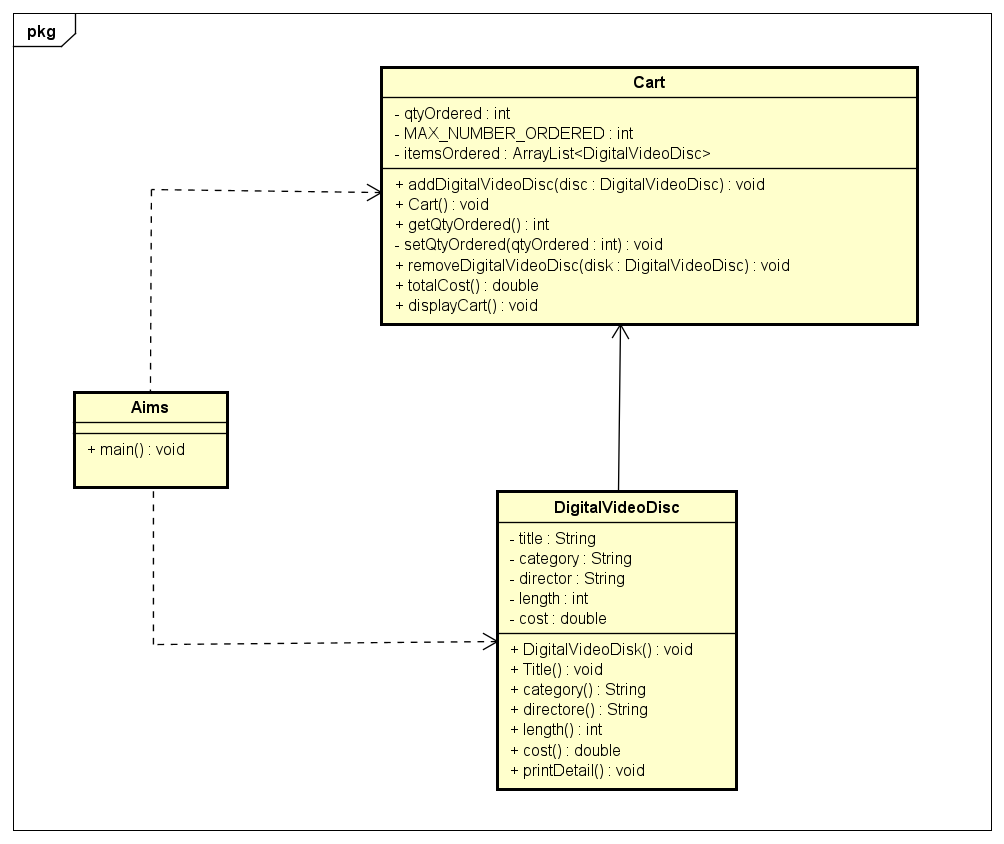 pkg
Cart
- qtyOrdered : int
- MAX_NUMBER_ORDERED : int
- itemsOrdered : ArrayList<DigitalVideoDisc>
+ addDigitalVideoDisc(disc : DigitalVideoDisc) : void
+ Cart() : void
+ getQtyOrdered() : int
- setQtyOrdered(qtyOrdered : int) : void
+ removeDigitalVideoDisc(disk : DigitalVideoDisc) : void
+ totalCost() : double
+ displayCart() : void
Aims
+ main() : void
DigitalVideoDisc
- title : String
- category : String
- director : String
- length : int
- cost : double
+ DigitalVideoDisk() : void
+ Title() : void
+ category() : String
+ directore() : String
+ length() : int
+ cost() : double
+ printDetail() : void